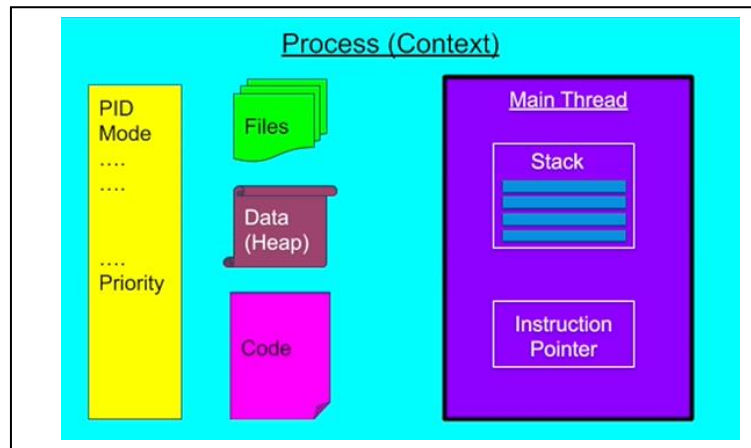 Process (Context)
PID
Mode
....
....
....
Priority
Files
Data
(Heap)
Code
Main Thread
Stack
Instruction
Pointer